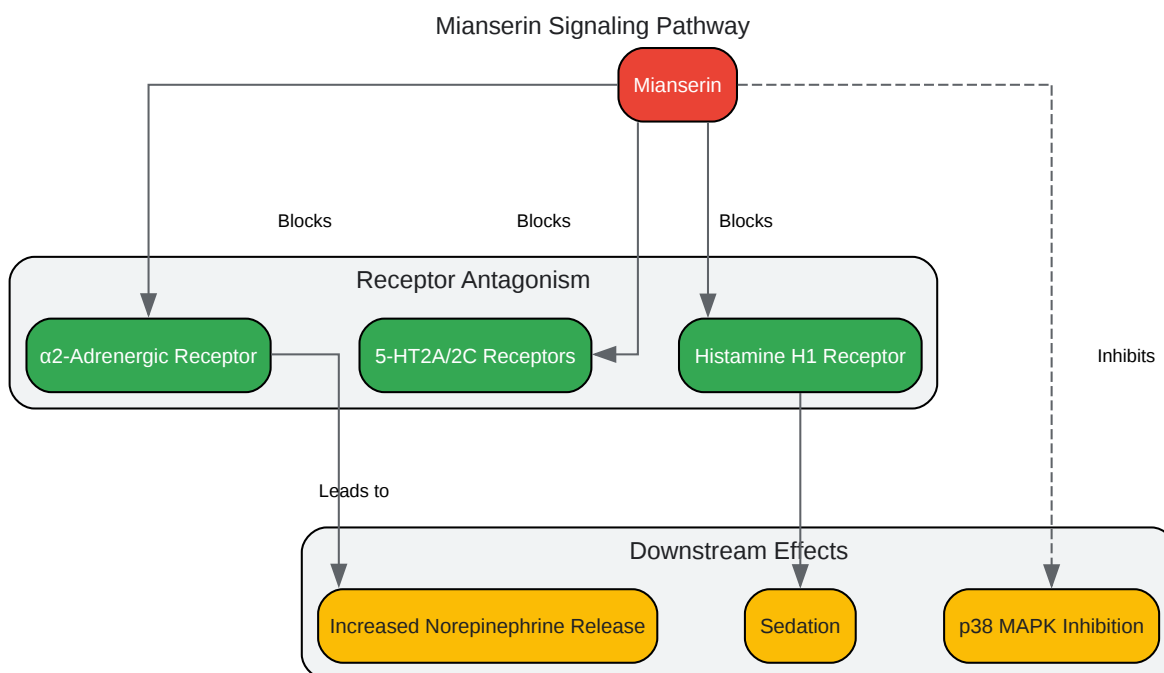 Mianserin Signaling Pathway
Mianserin
Blocks
Blocks
Blocks
Receptor Antagonism
α2-Adrenergic Receptor
5-HT2A/2C Receptors
Histamine H1 Receptor
Inhibits
Leads to
Downstream Effects
Increased Norepinephrine Release
Sedation
p38 MAPK Inhibition